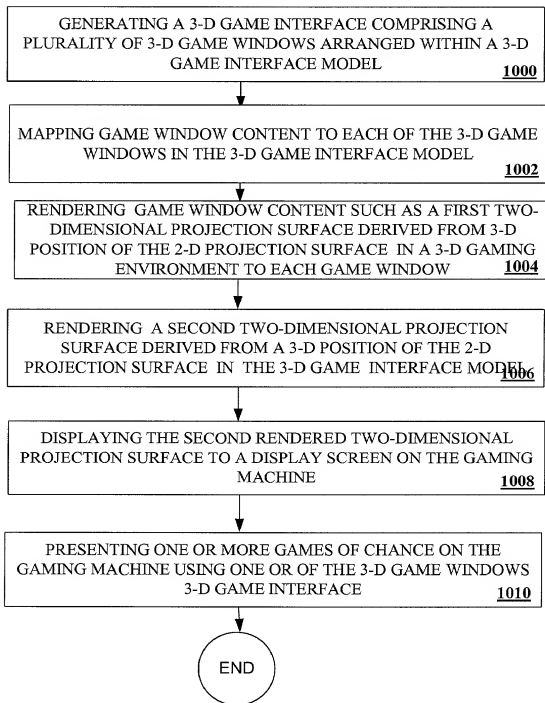 GENERATING A 3-D GAME INTERFACE COMPRISING A
PLURALITY OF 3-D GAME WINDOWS ARRANGED WITHIN A 3-D
GAME INTERFACE MODEL
1000
MAPPING GAME WINDOW CONTENT TO EACH OF THE 3-D GAME
WINDOWS IN THE 3-D GAME INTERFACE MODEL
1002
RENDERING GAME WINDOW CONTENT SUCH AS A FIRST TWO-
DIMENSIONAL PROJECTION SURFACE DERIVED FROM 3-D
POSITION OF THE 2-D PROJECTION SURFACE IN A 3-D GAMING
ENVIRONMENT TO EACH GAME WINDOW
1004
RENDERING A SECOND TWO-DIMENSIONAL PROJECTION
SURFACE DERIVED FROM A 3-D POSITION OF THE 2-D
PROJECTION SURFACE IN THE 3-D GAME INTERFACE MODEL
1006
DISPLAYING THE SECOND RENDERED TWO-DIMENSIONAL
PROJECTION SURFACE TO A DISPLAY SCREEN ON THE GAMING
MACHINE
1008
PRESENTING ONE OR MORE GAMES OF CHANCE ON THE
GAMING MACHINE USING ONE OR OF THE 3-D GAME WINDOWS
3-D GAME INTERFACE
1010
END